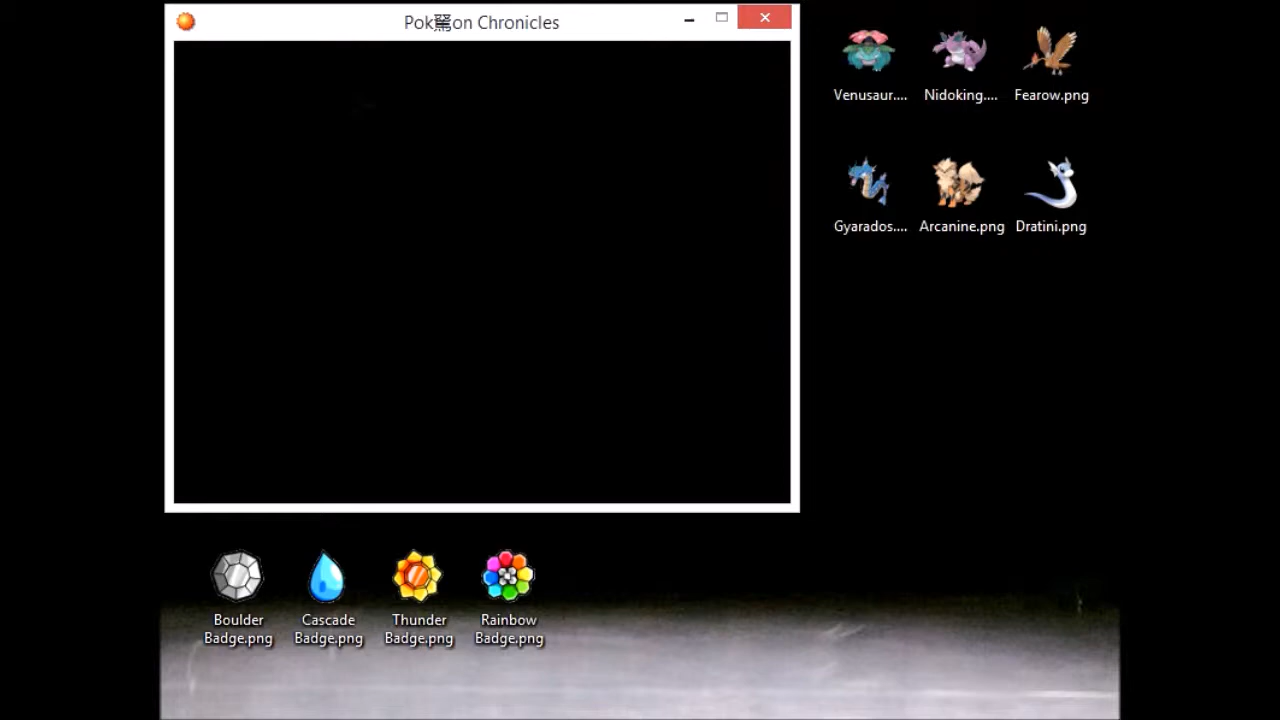 Pok駑on Chronicles
Venusaur....
Nidoking....
Fearow.png
Gyarados....
Arcanine.png
Dratini.png
Boulder
Badge.png
Cascade
Badge.png
Thunder
Badge.png
Rainbow
Badge.png